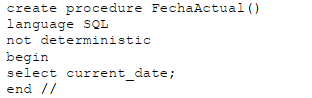 create procedure FechaActual()
language SQL
not deterministic
begin
select current_date;
end //